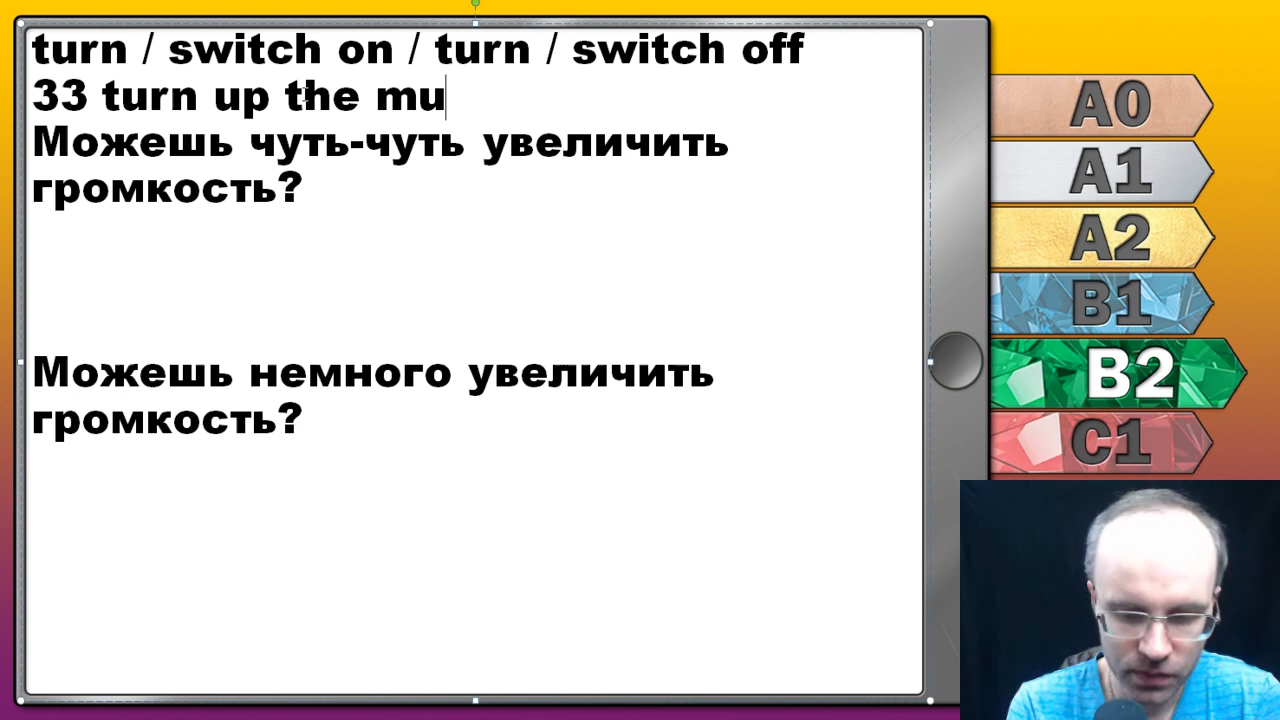 turn / switch on / turn / switch off
33 turn up the mu
Можешь чуть-чуть увеличить
громкость?
Можешь немного увеличить
громкость?
A0
A1
A2
B1
B2
C1